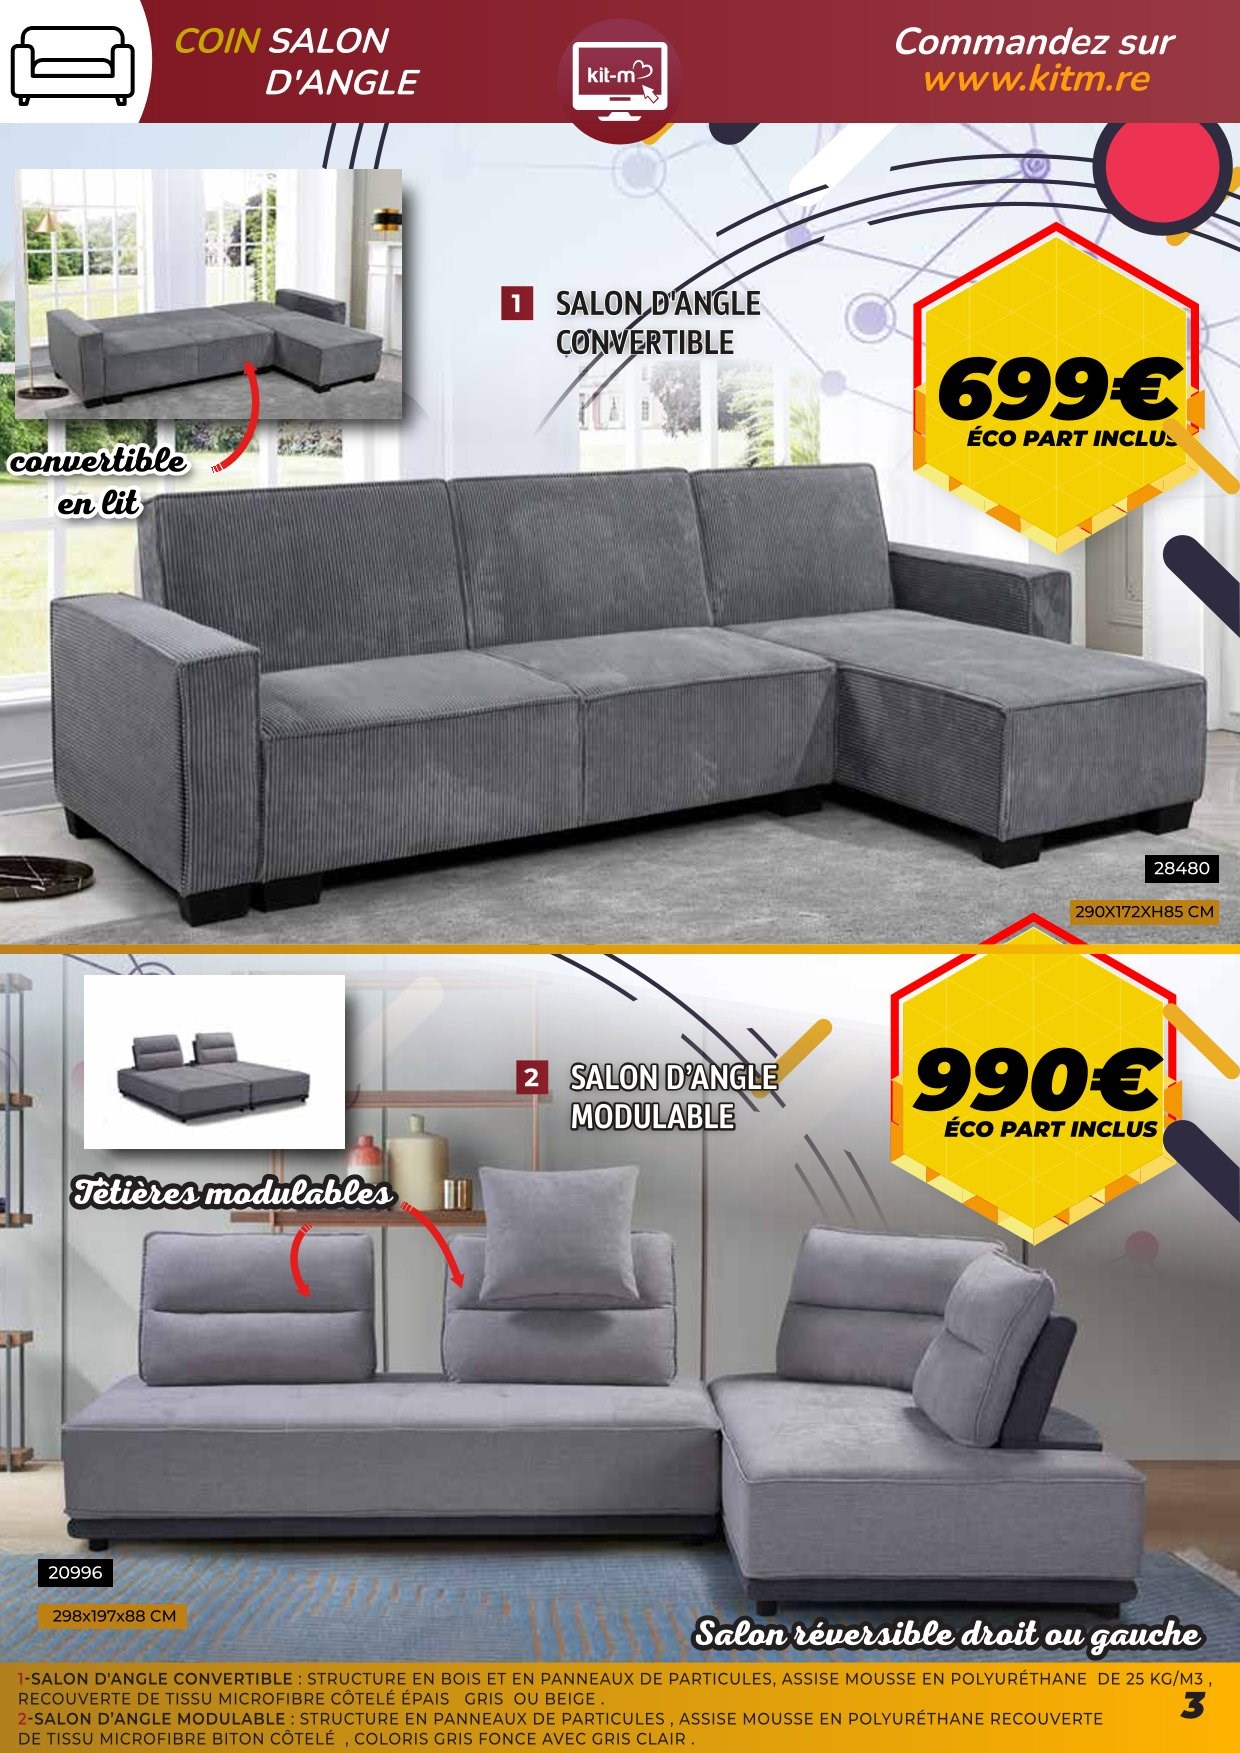 COIN SALON
D'ANGLE
kit-m
Commandez sur
www.kitm.re
1 SALON D'ANGLE
CONVERTIBLE
699€
ÉCO PART INCLUS
convertible
en lit
28480
290X172XH85 CM
2 SALON D'ANGLE
MODULABLE
990€
ÉCO PART INCLUS
Têtières modulables
20996
298x197x88 CM
Salon réversible droit ou gauche
1-SALON D'ANGLE CONVERTIBLE : STRUCTURE EN BOIS ET EN PANNEAUX DE PARTICULES, ASSISE MOUSSE EN POLYURÉTHANE DE 25 KG/M3 ,
RECOUVERTE DE TISSU MICROFIBRE CÔTELÉ ÉPAIS GRIS OU BEIGE .
2-SALON D'ANGLE MODULABLE : STRUCTURE EN PANNEAUX DE PARTICULES , ASSISE MOUSSE EN POLYURÉTHANE RECOUVERTE
DE TISSU MICROFIBRE BITON CÔTELÉ , COLORIS GRIS FONCE AVEC GRIS CLAIR .
3